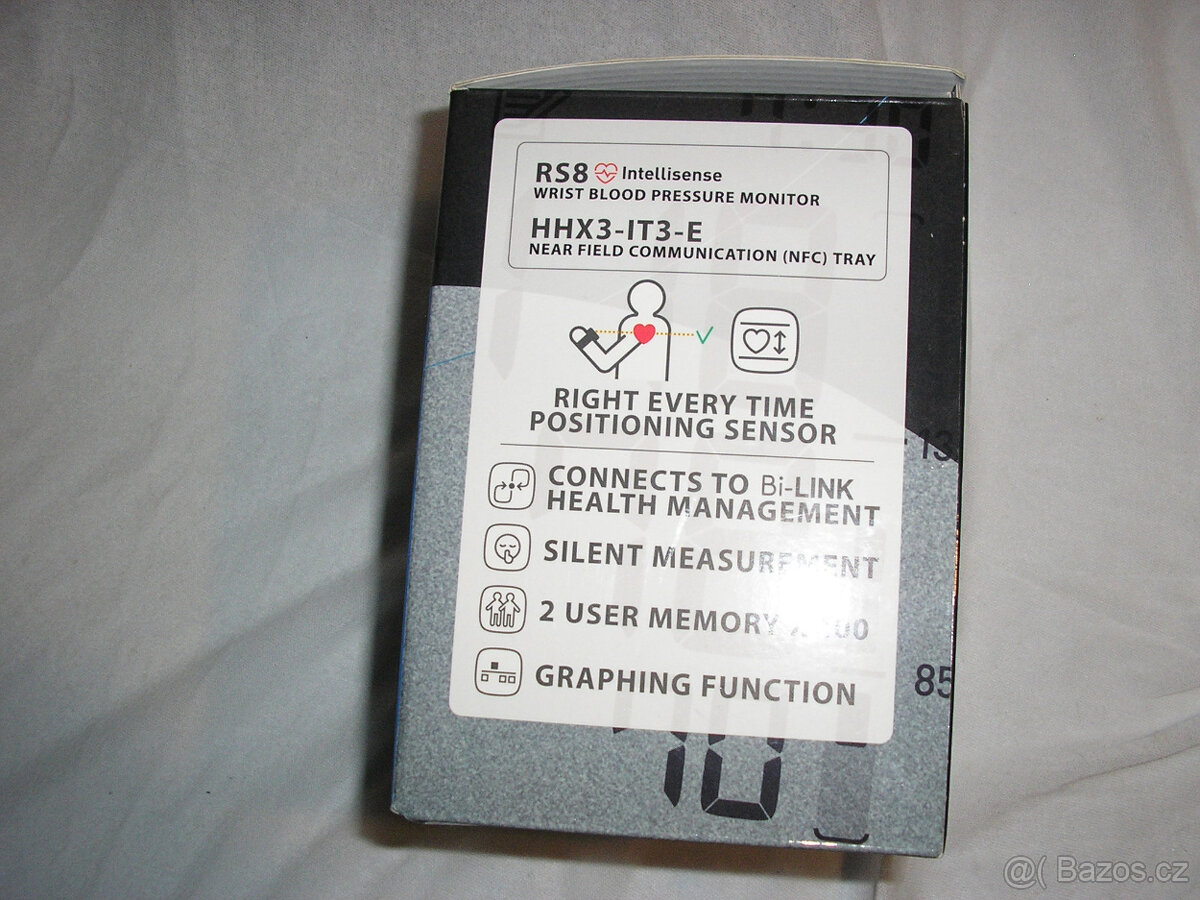 RS8 Intellisense
WRIST BLOOD PRESSURE MONITOR
HHX3-IT3-E
NEAR FIELD COMMUNICATION (NFC) TRAY
RIGHT EVERY TIME
POSITIONING SENSOR
13
CONNECTS TO Bi-LINK
HEALTH MANAGEMENT
SILENT MEASUREMENT
2 USER MEMORY
GRAPHING FUNCTION
85
@( Bazos.cz